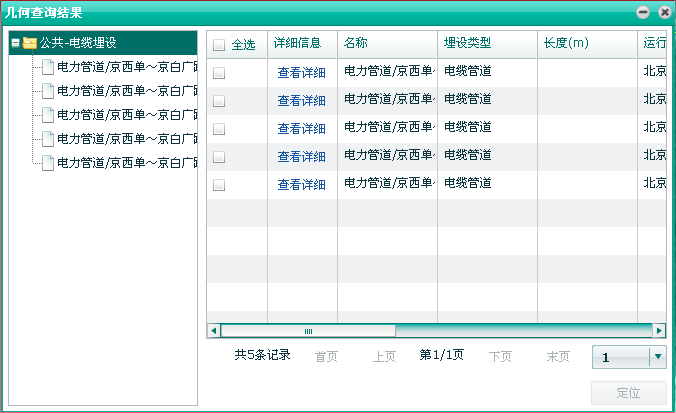 几何查询结果
公共-电缆埋设
电力管道/京西单～京白广路
电力管道/京西单～京白广路
电力管道/京西单～京白广路
电力管道/京西单～京白广路
电力管道/京西单～京白广路
全选 详细信息 名称 埋设类型 长度(m) 运行
查看详细 电力管道/京西单 电缆管道 北京
查看详细 电力管道/京西单 电缆管道 北京
查看详细 电力管道/京西单 电缆管道 北京
查看详细 电力管道/京西单 电缆管道 北京
查看详细 电力管道/京西单 电缆管道 北京
共5条记录 首页 上页 第1/1页 下页 末页 1
定位